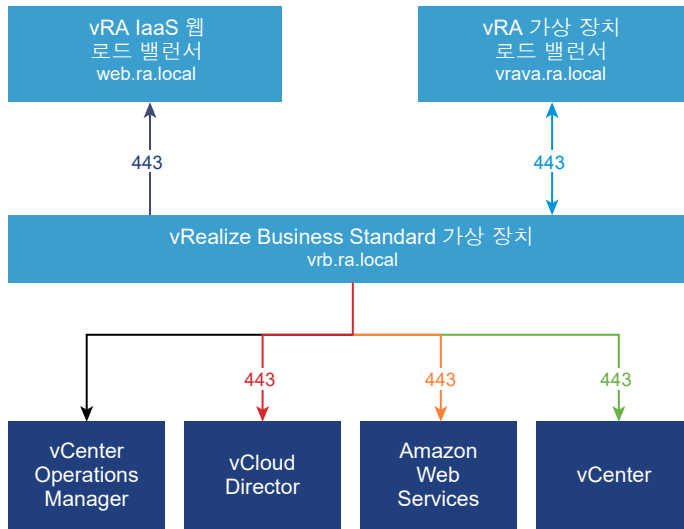 vRA IaaS 웹
로드 밸런서
web.ra.local
vRA 가상 장치
로드 밸런서
vrava.ra.local
443
443
vRealize Business Standard 가상 장치
vrb.ra.local
443
443
443
vCenter
Operations
Manager
vCloud
Director
Amazon
Web
Services
vCenter